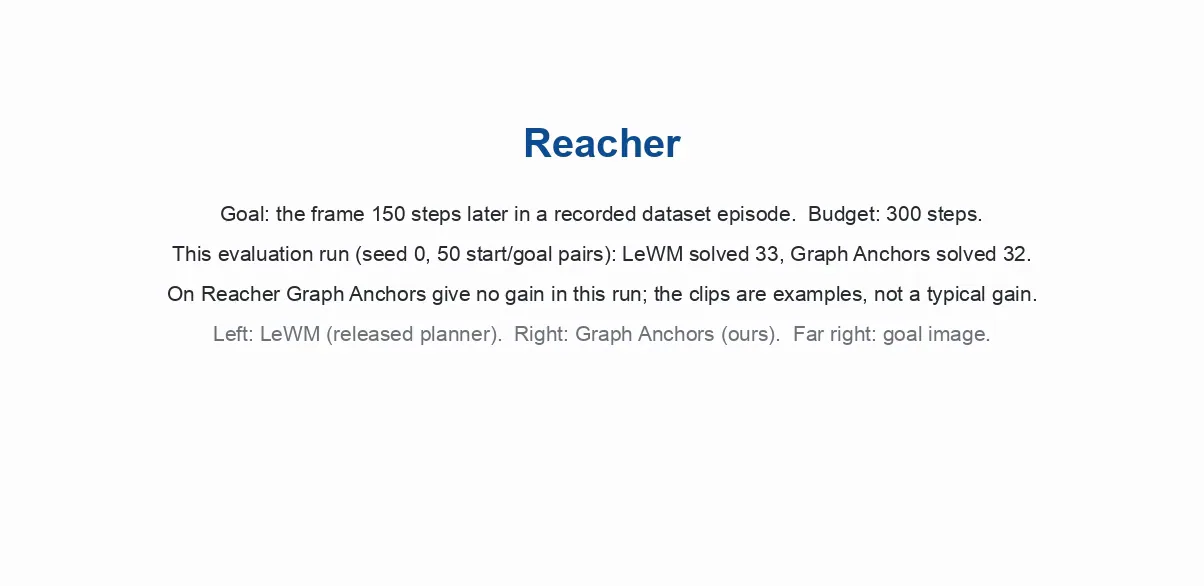 Reacher
Goal: the frame 150 steps later in a recorded dataset episode.  Budget: 300 steps.
This evaluation run (seed 0, 50 start/goal pairs): LeWM solved 33, Graph Anchors solved 32.
On Reacher Graph Anchors give no gain in this run; the clips are examples, not a typical gain.
Left: LeWM (released planner).  Right: Graph Anchors (ours).  Far right: goal image.